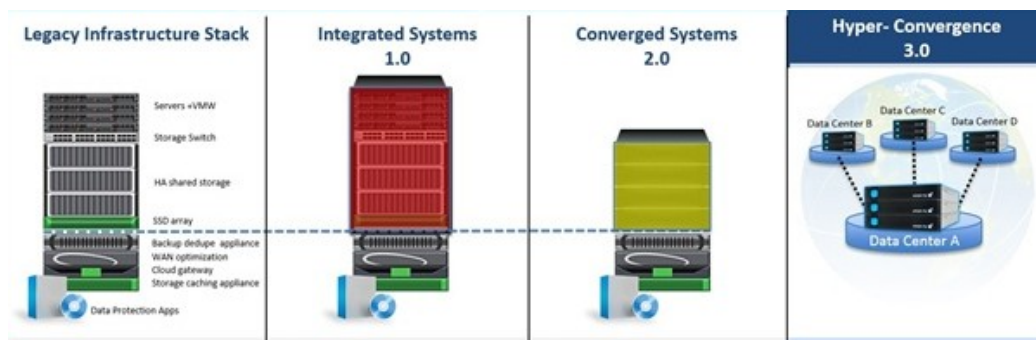 Legacy Infrastructure Stack
Servers +VMW
Storage Switch
HA shared storage
SSD array
Backup dedupe appliance
WAN optimization
Cloud gateway
Storage caching appliance
Data Protection Apps
Integrated Systems
1.0
Converged Systems
2.0
Hyper- Convergence
3.0
Data Center C
Data Center B
Data Center D
Data Center A